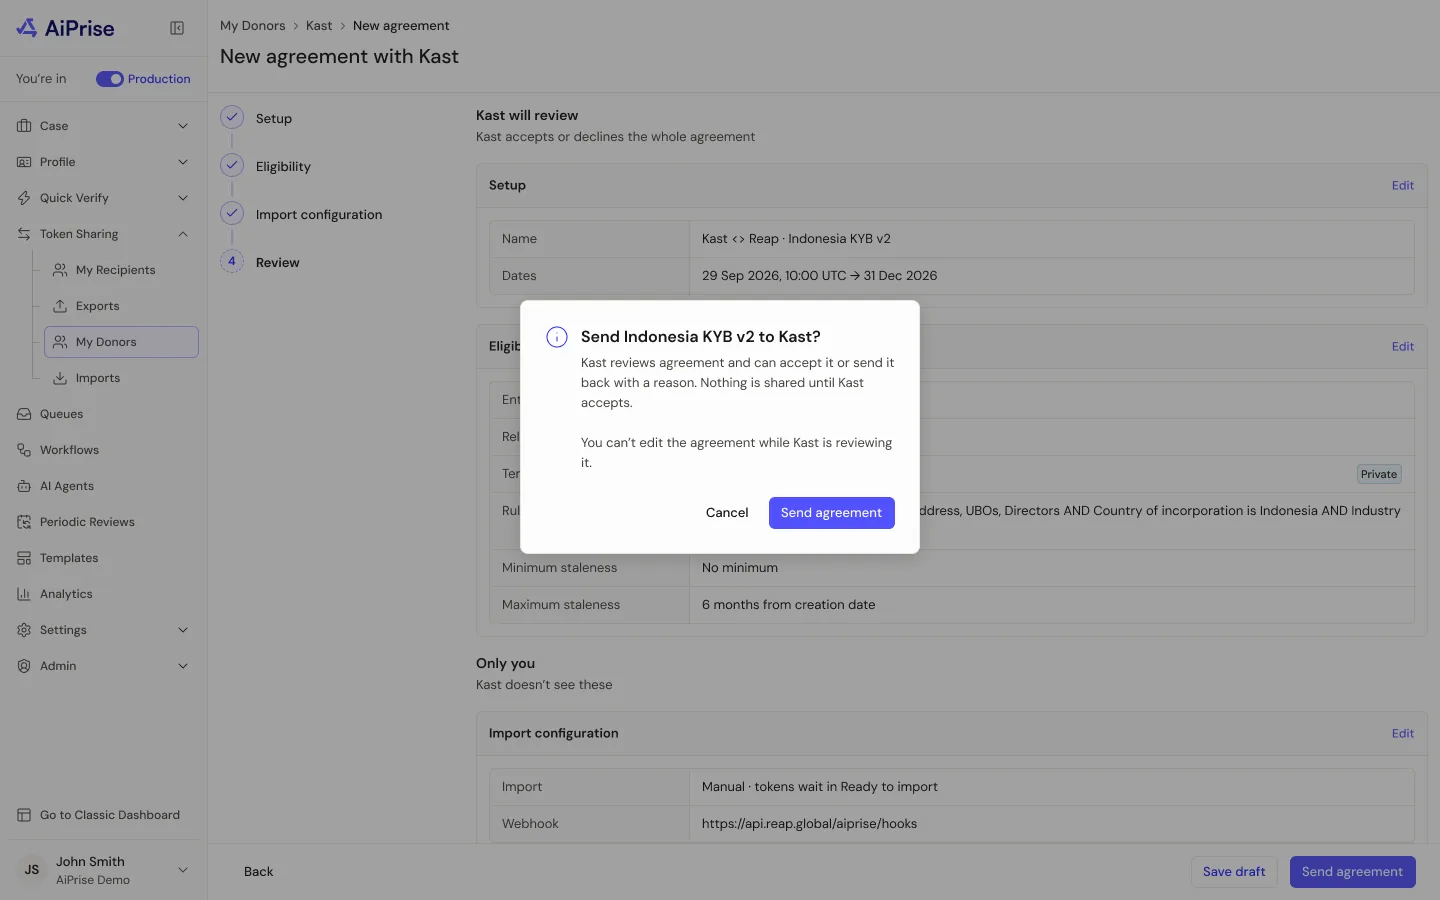 AiPrise
You're in
Production
Case
Profile
Quick Verify
Token Sharing
My Recipients
Exports
My Donors
Imports
Queues
Workflows
AI Agents
Periodic Reviews
Templates
Analytics
Settings
Admin
Go to Classic Dashboard
JS
John Smith
AiPrise Demo
My Donors > Kast > New agreement
New agreement with Kast
Setup
Eligibility
Import configuration
4 Review
Kast will review
Kast accepts or declines the whole agreement
Setup Edit
Name Kast <> Reap · Indonesia KYB v2
Dates 29 Sep 2026, 10:00 UTC → 31 Dec 2026
Edit
Private
ddress, UBOs, Directors AND Country of incorporation is Indonesia AND Industry
Minimum staleness No minimum
Maximum staleness 6 months from creation date
Send Indonesia KYB v2 to Kast?
Kast reviews agreement and can accept it or send it
back with a reason. Nothing is shared until Kast
accepts.
You can't edit the agreement while Kast is reviewing
it.
Cancel Send agreement
Only you
Kast doesn't see these
Import configuration Edit
Import Manual · tokens wait in Ready to import
Webhook https://api.reap.global/aiprise/hooks
Back Save draft Send agreement